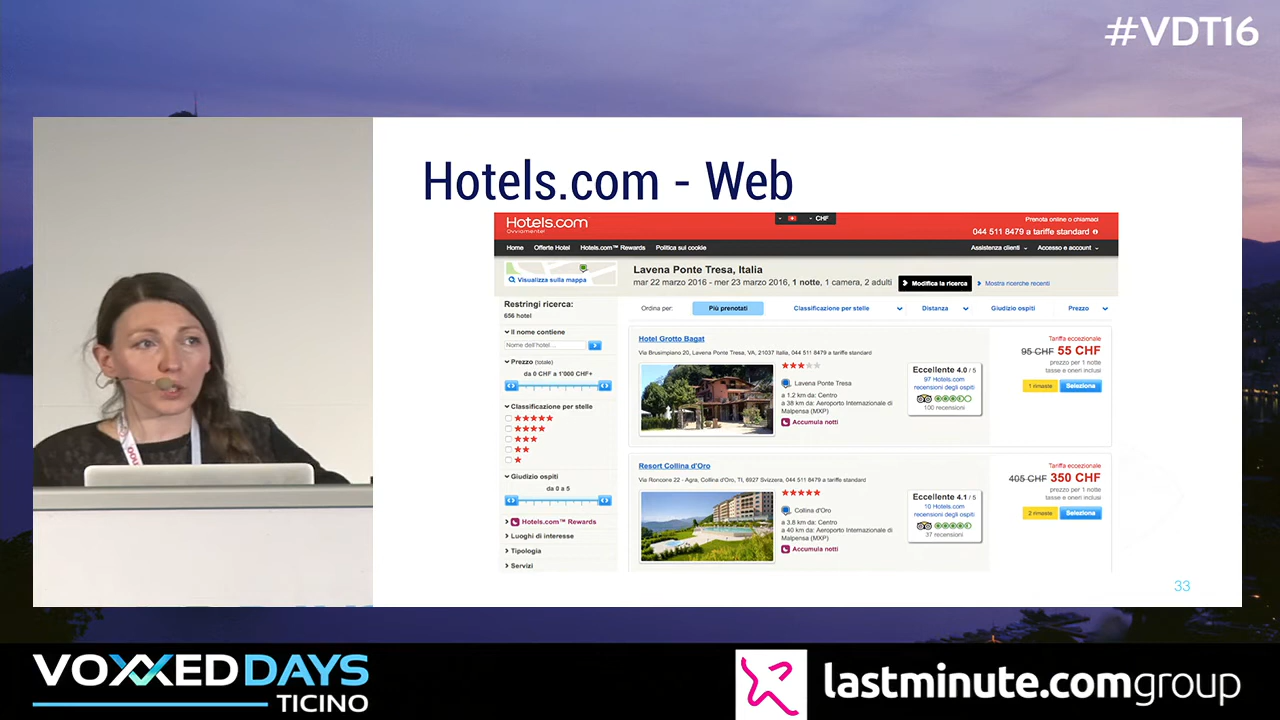 #VDT16
Hotels.com - Web
Hotels.com
Ovviamente!
CHF
Prenota online o chiamaci
044 511 8479 a tariffe standard
Home Offerte Hotel Hotels.com™ Rewards Politica sui cookie
Assistenza clienti Accesso e account
Visualizza sulla mappa
Lavena Ponte Tresa, Italia
mar 22 marzo 2016 - mer 23 marzo 2016, 1 notte, 1 camera, 2 adulti
Modifica la ricerca
Mostra ricerche recenti
Restringi ricerca:
656 hotel
Il nome contiene
Nome dell'hotel ...
Prezzo (totale)
da 0 CHF a 1'000 CHF+
Classificazione per stelle
Giudizio ospiti
da 0 a 5
Hotels.com™ Rewards
Luoghi di interesse
Tipologia
Servizi
Ordina per: Più prenotati Classificazione per stelle Distanza Giudizio ospiti Prezzo
Hotel Grotto Bagat
Via Brusimpiano 20, Lavena Ponte Tresa, VA, 21037 Italia, 044 511 8479 a tariffe standard
Lavena Ponte Tresa
a 1.2 km da: Centro
a 38 km da: Aeroporto Internazionale di
Malpensa (MXP)
Accumula notti
Eccellente 4.0 / 5
97 Hotels.com
recensioni degli ospiti
100 recensioni
Tariffa eccezionale
95 CHF 55 CHF
prezzo per 1 notte
tasse e oneri inclusi
1 rimaste Seleziona
Resort Collina d'Oro
Via Roncone 22 - Agra, Collina d'Oro, TI, 6927 Svizzera, 044 511 8479 a tariffe standard
Collina d'Oro
a 3.8 km da: Centro
a 40 km da: Aeroporto Internazionale di
Malpensa (MXP)
Accumula notti
Eccellente 4.1 / 5
10 Hotels.com
recensioni degli ospiti
37 recensioni
Tariffa eccezionale
405 CHF 350 CHF
prezzo per 1 notte
tasse e oneri inclusi
2 rimaste Seleziona
33
VOXXED DAYS
TICINO
lastminute.comgroup